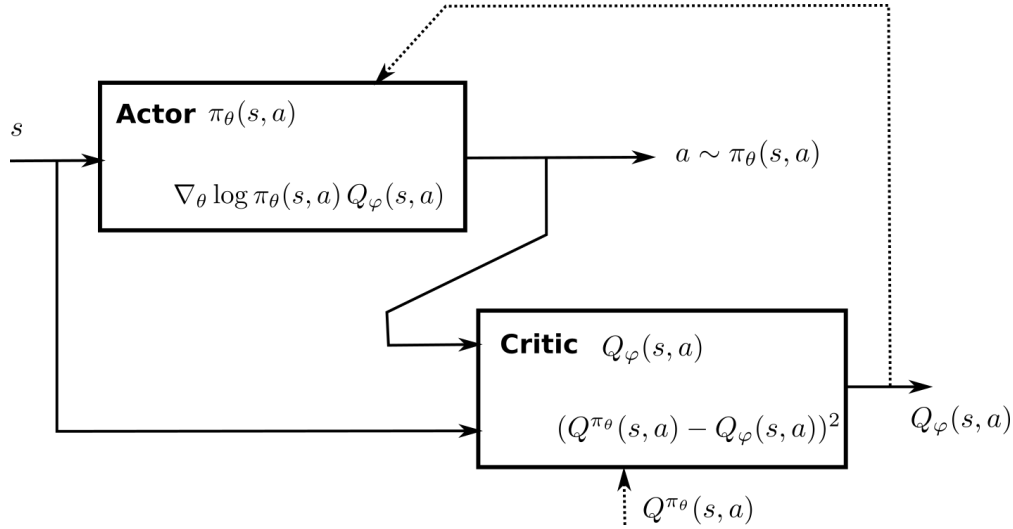 Actor π_θ(s, a)
s
a ∼ π_θ(s, a)
∇_θ log π_θ(s, a) Q_φ(s, a)
Critic Q_φ(s, a)
(Q^{π_θ}(s, a) − Q_φ(s, a))²
Q_φ(s, a)
Q^{π_θ}(s, a)